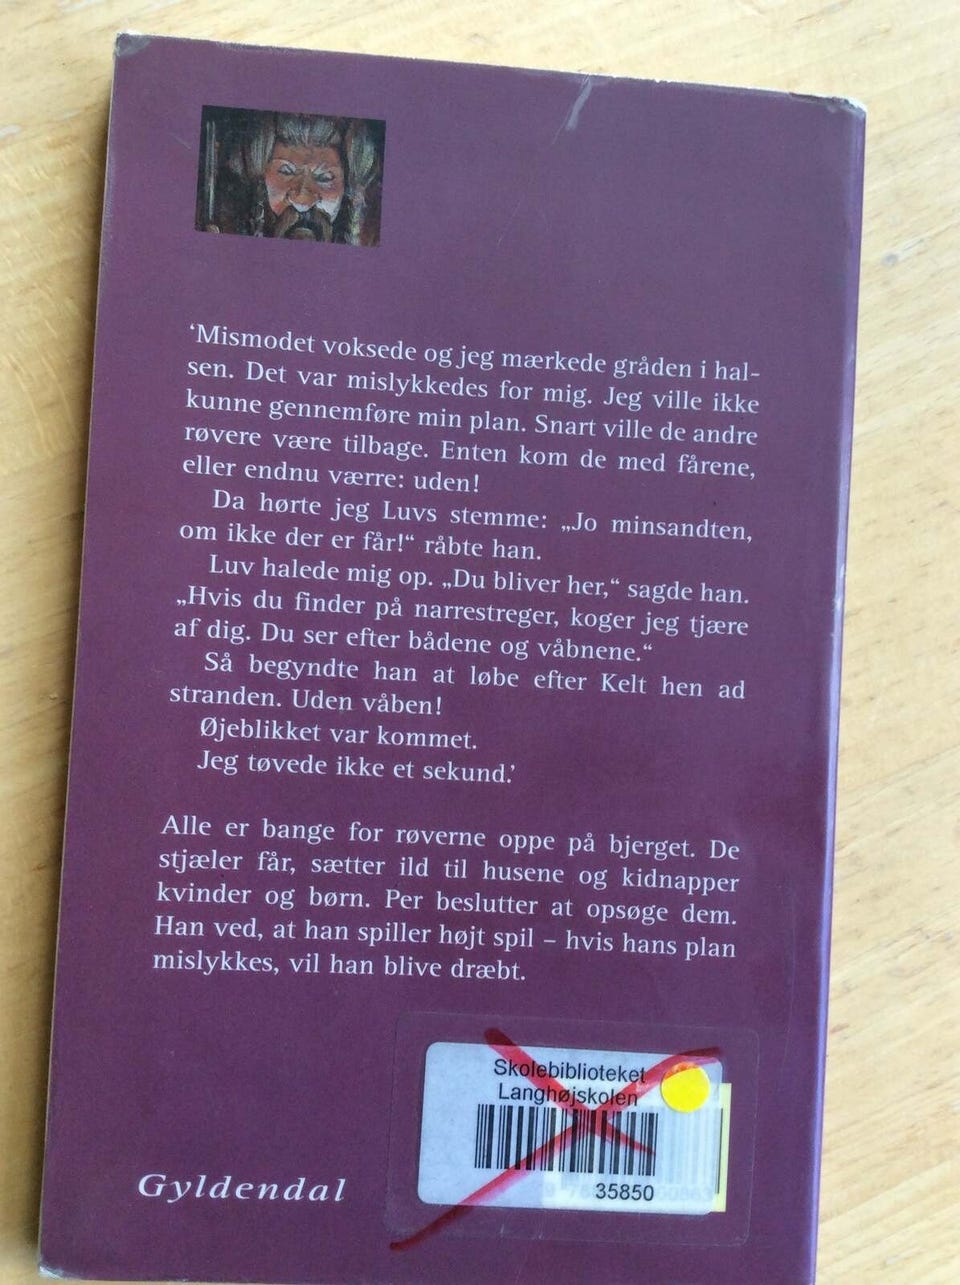 ‘Mismodet voksede og jeg mærkede gråden i hal-
sen. Det var mislykkedes for mig. Jeg ville ikke
kunne gennemføre min plan. Snart ville de andre
røvere være tilbage. Enten kom de med fårene,
eller endnu værre: uden!
Da hørte jeg Luvs stemme: „Jo minsandten,
om ikke der er får!“ råbte han.
Luv halede mig op. „Du bliver her,“ sagde han.
„Hvis du finder på narrestreger, koger jeg tjære
af dig. Du ser efter bådene og våbnene.“
Så begyndte han at løbe efter Kelt hen ad
stranden. Uden våben!
Øjeblikket var kommet.
Jeg tøvede ikke et sekund.’
Alle er bange for røverne oppe på bjerget. De
stjæler får, sætter ild til husene og kidnapper
kvinder og børn. Per beslutter at opsøge dem.
Han ved, at han spiller højt spil – hvis hans plan
mislykkes, vil han blive dræbt.
Skolebiblioteket
Langhøjskolen
35850
Gyldendal